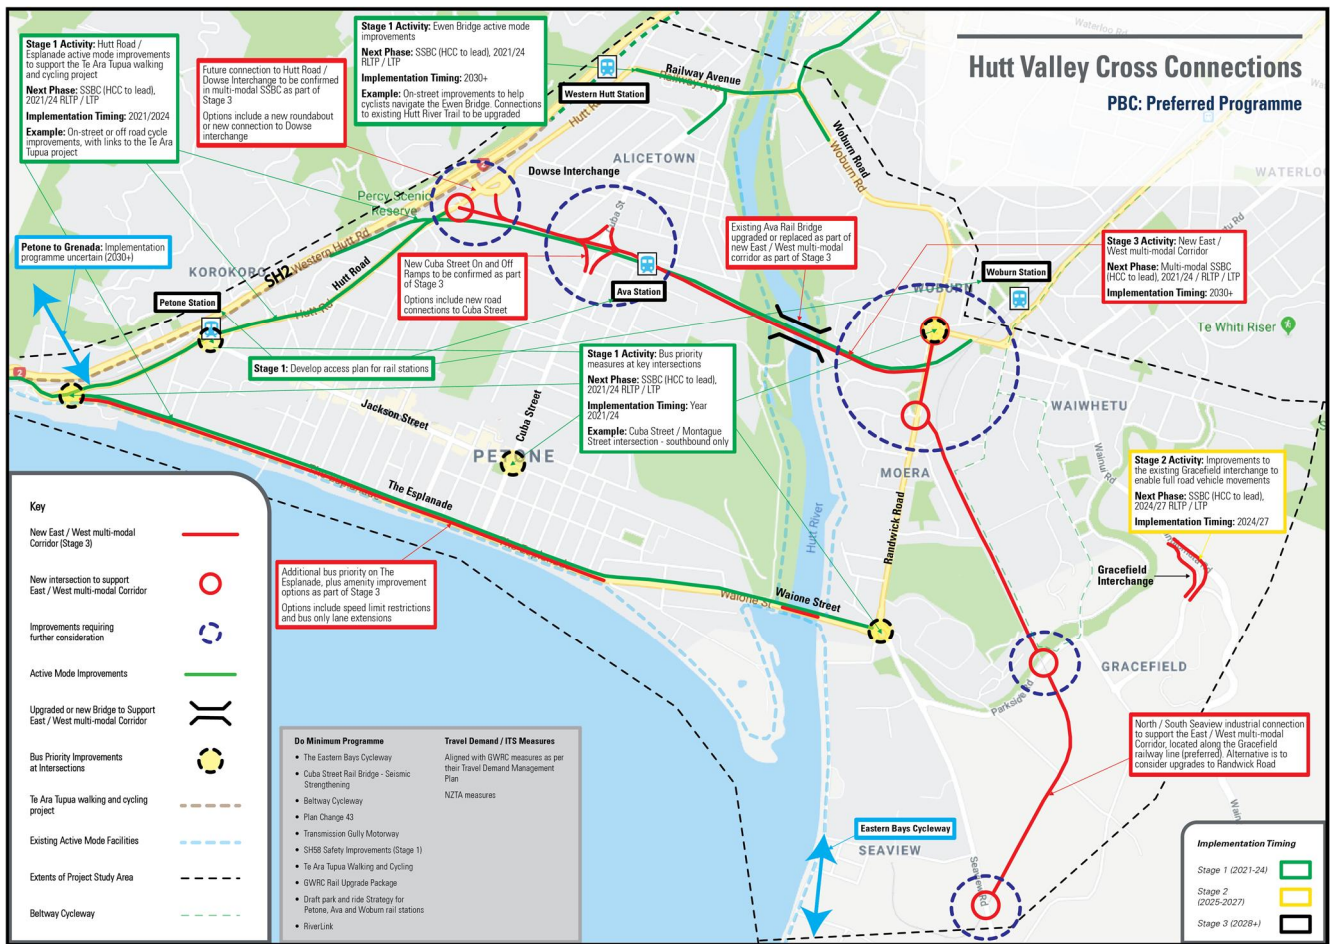 Hutt Valley Cross Connections
PBC: Preferred Programme
Stage 1 Activity: Hutt Road /
Esplanade active mode improvements
to support the Te Ara Tupua walking
and cycling project
Next Phase: SSBC (HCC to lead),
2021/24 RLTP / LTP
Implementation Timing: 2021/2024
Example: On-street or off road cycle
improvements, with links to the Te Ara
Tupua project
Future connection to Hutt Road /
Dowse Interchange to be confirmed
in multi-modal SSBC as part of
Stage 3
Options include a new roundabout
or new connection to Dowse
interchange
Stage 1 Activity: Ewen Bridge active mode
improvements
Next Phase: SSBC (HCC to lead), 2021/24
RLTP / LTP
Implementation Timing: 2030+
Example: On-street improvements to help
cyclists navigate the Ewen Bridge. Connections
to existing Hutt River Trail to be upgraded
Western Hutt Station
Railway Avenue
Railway Ave
Waterloo Rd
WATERLOO
Woburn Road
Woburn Rd
ALICETOWN
Dowse Interchange
Percy Scenic
Reserve
2
Petone to Grenada: Implementation
programme uncertain (2030+)
KOROKORO
SH2
Western Hutt Rd
Hutt Road
Hutt Rd
Petone Station
New Cuba Street On and Off
Ramps to be confirmed as part
of Stage 3
Options include new road
connections to Cuba Street
Ava Station
Existing Ava Rail Bridge
upgraded or replaced as part of
new East / West multi-modal
corridor as part of Stage 3
Woburn Station
WOBURN
Stage 3 Activity: New East /
West multi-modal Corridor
Next Phase: Multi-modal SSBC
(HCC to lead), 2021/24 / RLTP / LTP
Implementation Timing: 2030+
Te Whiti Riser
2
Stage 1: Develop access plan for rail stations
Stage 1 Activity: Bus priority
measures at key intersections
Next Phase: SSBC (HCC to lead),
2021/24 RLTP / LTP
Implementation Timing: Year
2021/24
Example: Cuba Street / Montague
Street intersection - southbound only
Jackson Street
Cuba Street
PETONE
WAIWHETU
Wainui Rd
MOERA
Stage 2 Activity: Improvements to
the existing Gracefield interchange to
enable full road vehicle movements
Next Phase: SSBC (HCC to lead),
2024/27 RLTP / LTP
Implementation Timing: 2024/27
The Esplanade
Hutt River
Randwick Road
Gracefield
Interchange
Additional bus priority on The
Esplanade, plus amenity improvement
options as part of Stage 3
Options include speed limit restrictions
and bus only lane extensions
Waione Street
Waione St
GRACEFIELD
Parkside Rd
North / South Seaview industrial connection
to support the East / West multi-modal
Corridor, located along the Gracefield
railway line (preferred). Alternative is to
consider upgrades to Randwick Road
Eastern Bays Cycleway
SEAVIEW
Seaview Rd
Key
New East / West multi-modal
Corridor (Stage 3)
New intersection to support
East / West multi-modal Corridor
Improvements requiring
further consideration
Active Mode Improvements
Upgraded or new Bridge to Support
East / West multi-modal Corridor
Bus Priority Improvements
at Intersections
Te Ara Tupua walking and cycling
project
Existing Active Mode Facilities
Extents of Project Study Area
Beltway Cycleway
Do Minimum Programme
• The Eastern Bays Cycleway
• Cuba Street Rail Bridge - Seismic
Strengthening
• Beltway Cycleway
• Plan Change 43
• Transmission Gully Motorway
• SH58 Safety Improvements (Stage 1)
• Te Ara Tupua Walking and Cycling
• GWRC Rail Upgrade Package
• Draft park and ride Strategy for
Petone, Ava and Woburn rail stations
• RiverLink
Travel Demand / ITS Measures
Aligned with GWRC measures as per
their Travel Demand Management
Plan
NZTA measures
Implementation Timing
Stage 1 (2021-24)
Stage 2
(2025-2027)
Stage 3 (2028+)